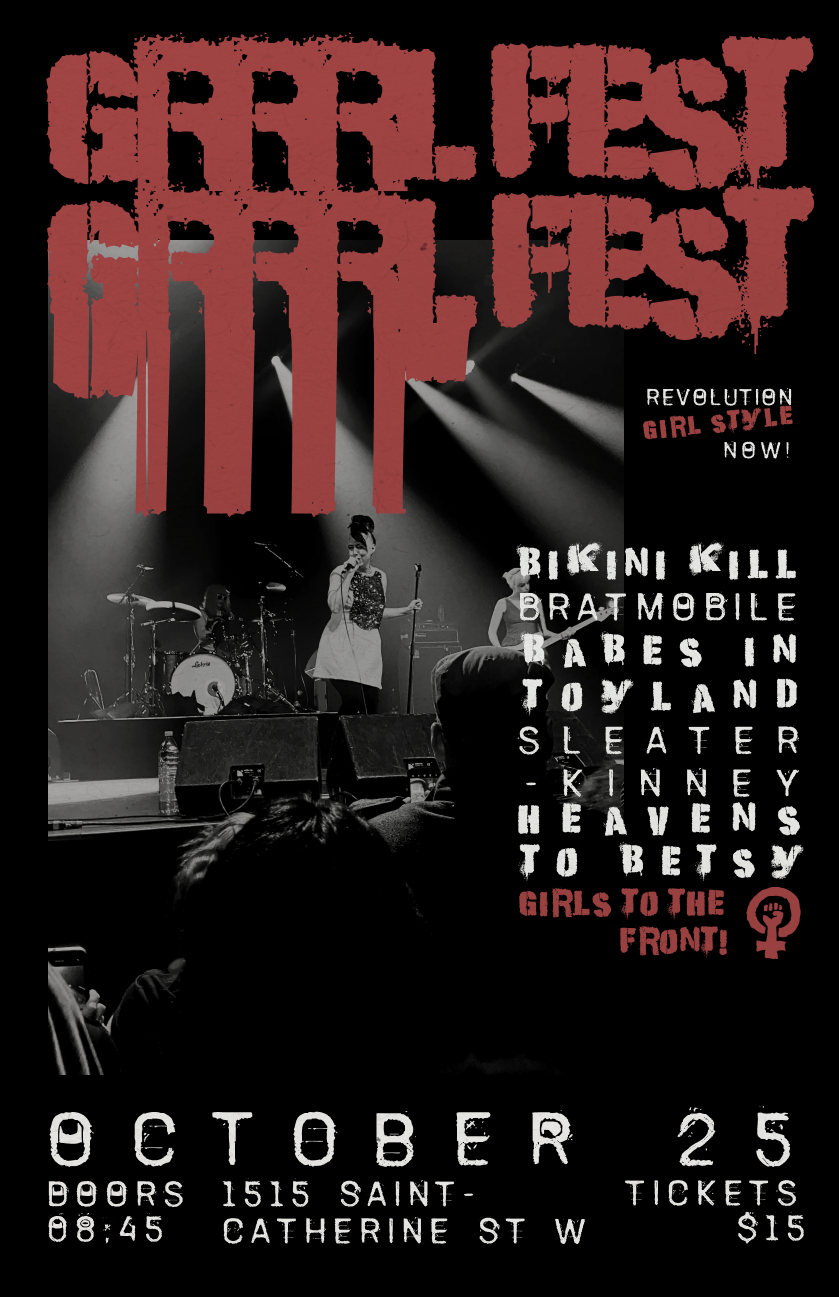 GRRRL FEST
GRRRL FEST
REVOLUTION
GIRL STYLE
NOW!
BIKINI KILL
BRATMOBILE
BABES IN
TOYLAND
SLEATER
-KINNEY
HEAVENS
TO BETSY
GIRLS TO THE
FRONT!
OCTOBER 25
DOORS
08:45
1515 SAINT-
CATHERINE ST W
TICKETS
$15